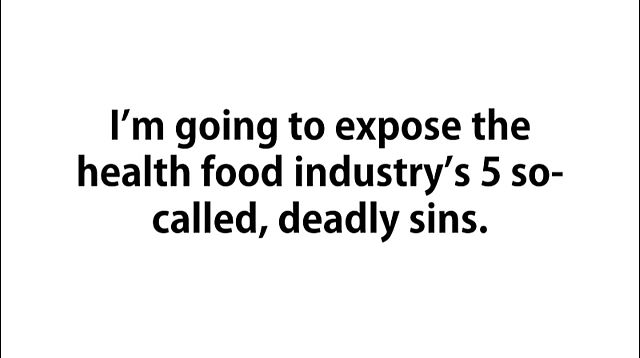 I’m going to expose the
health food industry’s 5 so-
called, deadly sins.